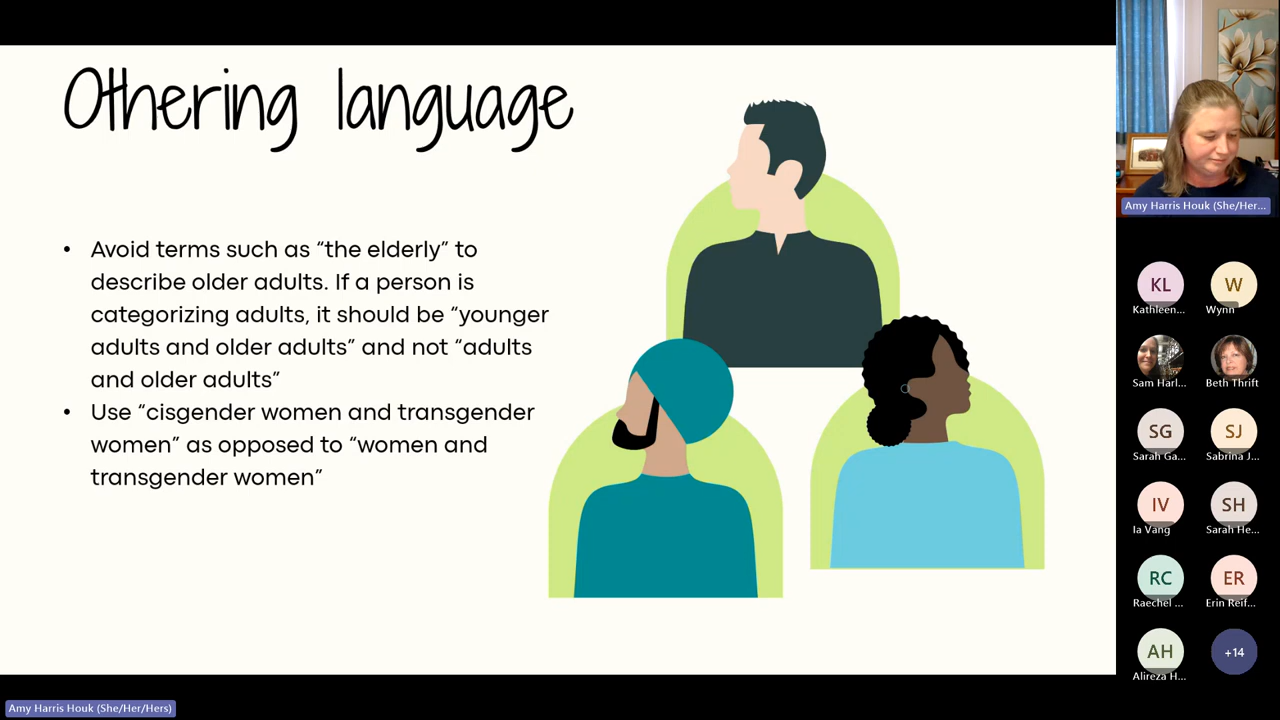 Othering language
• Avoid terms such as “the elderly” to
describe older adults. If a person is
categorizing adults, it should be “younger
adults and older adults” and not “adults
and older adults”
• Use “cisgender women and transgender
women” as opposed to “women and
transgender women”
Amy Harris Houk (She/Her...
KL
W
Kathleen...
Wynn
Sam Harl...
Beth Thrift
SG
SJ
Sarah Ga...
Sabrina J...
IV
SH
Ia Vang
Sarah He...
RC
ER
Raechel ...
Erin Reif...
AH
+14
Alireza H...
Amy Harris Houk (She/Her/Hers)